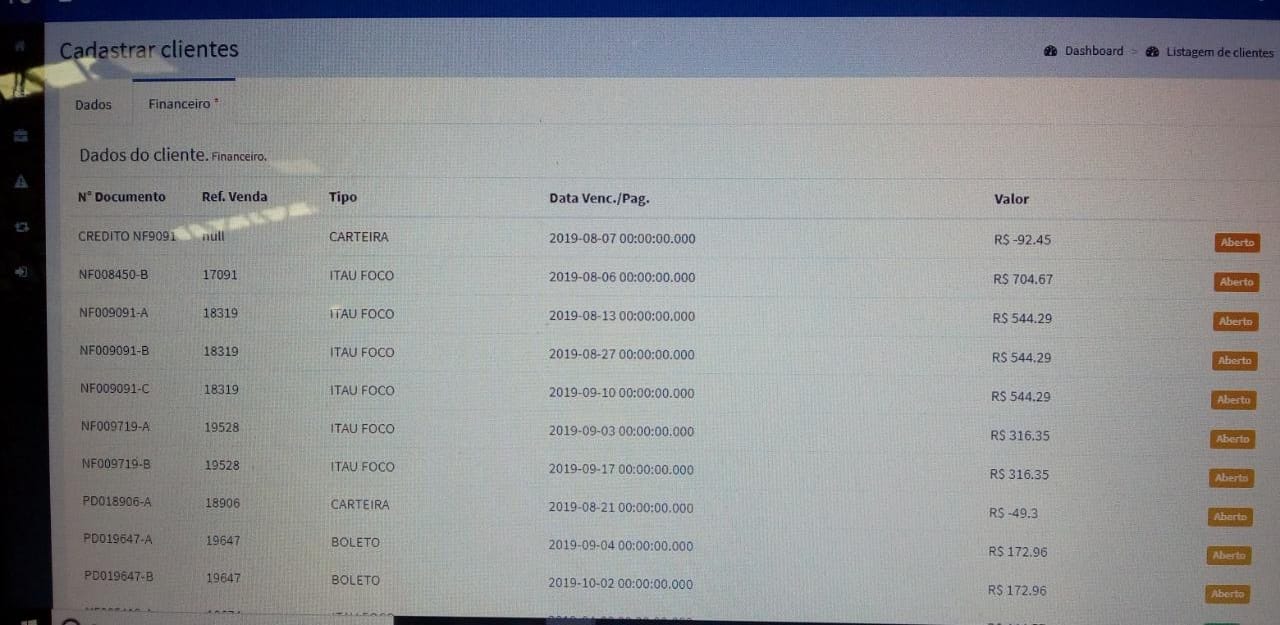 Cadastrar clientes
Dashboard > Listagem de clientes
Dados Financeiro *
Dados do cliente. Financeiro.
N° Documento Ref. Venda Tipo Data Venc./Pag. Valor
CREDITO NF9091 null CARTEIRA 2019-08-07 00:00:00.000 R$ -92.45 Aberto
NF008450-B 17091 ITAU FOCO 2019-08-06 00:00:00.000 R$ 704.67 Aberto
NF009091-A 18319 ITAU FOCO 2019-08-13 00:00:00.000 R$ 544.29 Aberto
NF009091-B 18319 ITAU FOCO 2019-08-27 00:00:00.000 R$ 544.29 Aberto
NF009091-C 18319 ITAU FOCO 2019-09-10 00:00:00.000 R$ 544.29 Aberto
NF009719-A 19528 ITAU FOCO 2019-09-03 00:00:00.000 R$ 316.35 Aberto
NF009719-B 19528 ITAU FOCO 2019-09-17 00:00:00.000 R$ 316.35 Aberto
PD018906-A 18906 CARTEIRA 2019-08-21 00:00:00.000 R$ -49.3 Aberto
PD019647-A 19647 BOLETO 2019-09-04 00:00:00.000 R$ 172.96 Aberto
PD019647-B 19647 BOLETO 2019-10-02 00:00:00.000 R$ 172.96 Aberto